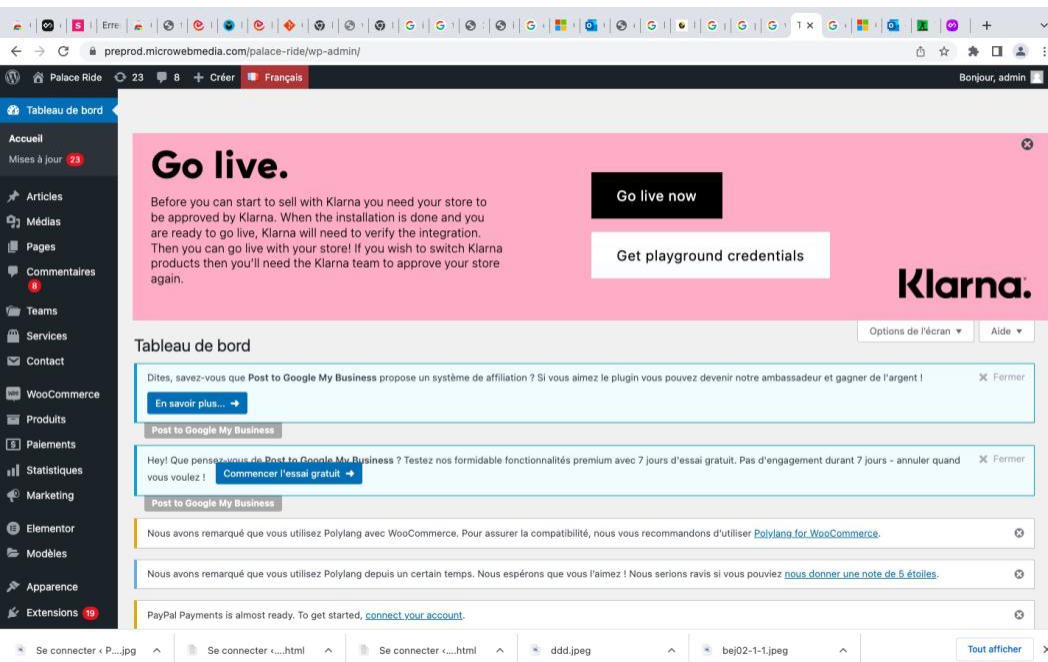 Erre
preprod.microwebmedia.com/palace-ride/wp-admin/
Palace Ride 23 8 + Créer Français Bonjour, admin
Tableau de bord
Accueil
Mises à jour 23
Articles
Médias
Pages
Commentaires
8
Teams
Services
Contact
WooCommerce
Produits
Paiements
Statistiques
Marketing
Elementor
Modèles
Apparence
Extensions 19
Go live.
Before you can start to sell with Klarna you need your store to
be approved by Klarna. When the installation is done and you
are ready to go live, Klarna will need to verify the integration.
Then you can go live with your store! If you wish to switch Klarna
products then you'll need the Klarna team to approve your store
again.
Go live now
Get playground credentials
Klarna.
Options de l'écran ▼ Aide ▼
Tableau de bord
Dites, savez-vous que Post to Google My Business propose un système de affiliation ? Si vous aimez le plugin vous pouvez devenir notre ambassadeur et gagner de l'argent ! Fermer
En savoir plus... ➜
Post to Google My Business
Hey! Que pensez-vous de Post to Google My Business ? Testez nos formidable fonctionnalités premium avec 7 jours d'essai gratuit. Pas d'engagement durant 7 jours - annuler quand Fermer
vous voulez ! Commencer l'essai gratuit ➜
Post to Google My Business
Nous avons remarqué que vous utilisez Polylang avec WooCommerce. Pour assurer la compatibilité, nous vous recommandons d'utiliser Polylang for WooCommerce.
Nous avons remarqué que vous utilisez Polylang depuis un certain temps. Nous espérons que vous l'aimez ! Nous serions ravis si vous pouviez nous donner une note de 5 étoiles.
PayPal Payments is almost ready. To get started, connect your account.
Se connecter ‹ P....jpg Se connecter ‹....html Se connecter ‹....html ddd.jpeg bej02-1-1.jpeg Tout afficher